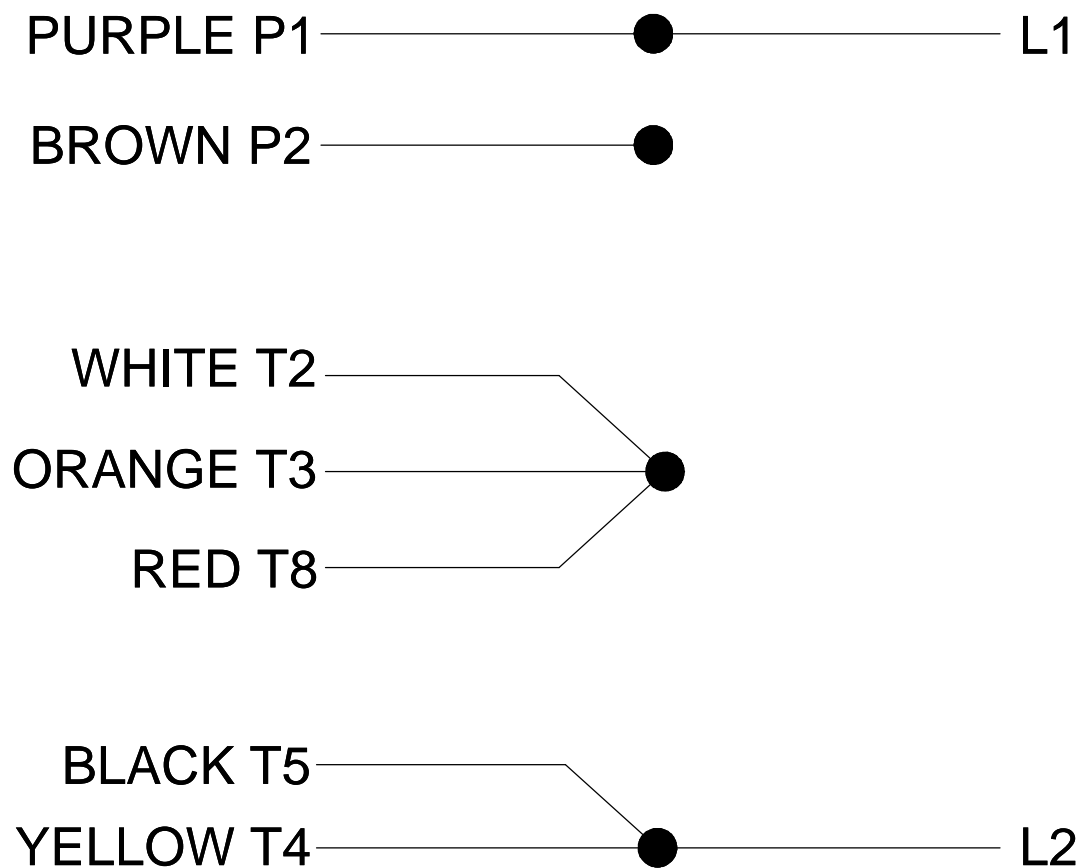 PURPLE P1 L1
BROWN P2
WHITE T2
ORANGE T3
RED T8
BLACK T5
YELLOW T4 L2